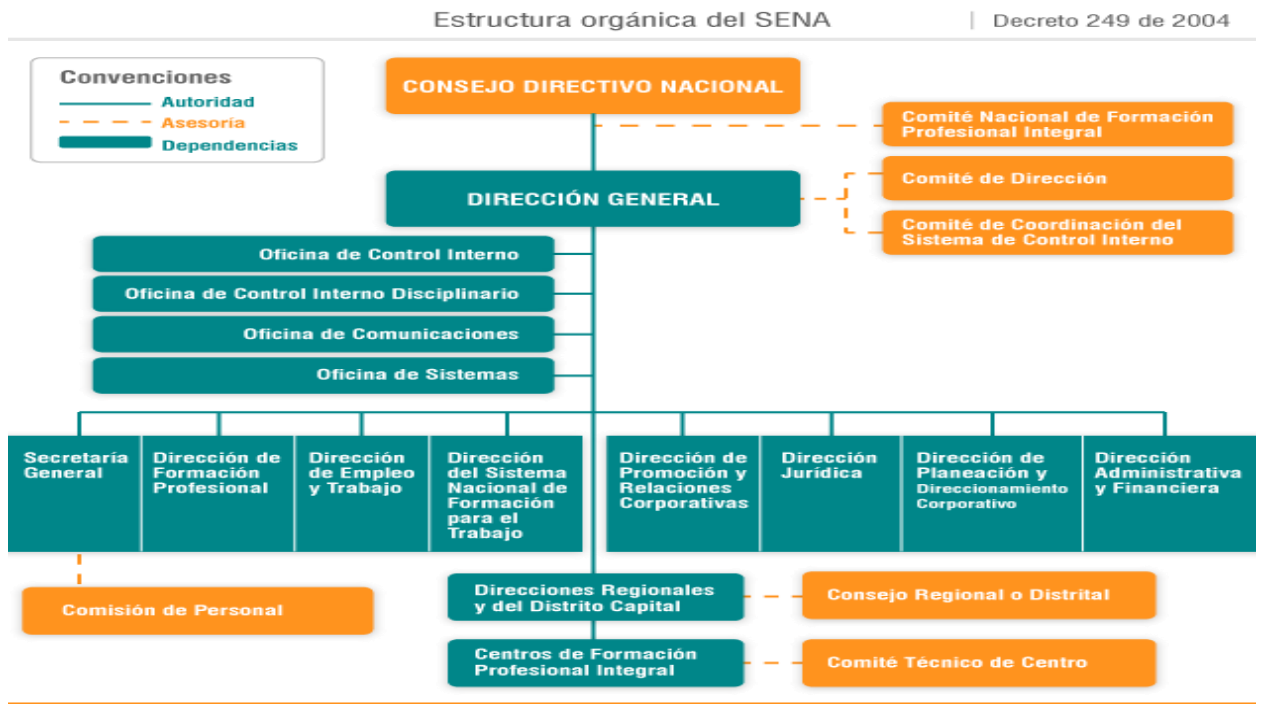 Estructura orgánica del SENA | Decreto 249 de 2004
Convenciones
Autoridad
Asesoría
Dependencias
CONSEJO DIRECTIVO NACIONAL
Comité Nacional de Formación
Profesional Integral
DIRECCIÓN GENERAL
Comité de Dirección
Comité de Coordinación del
Sistema de Control Interno
Oficina de Control Interno
Oficina de Control Interno Disciplinario
Oficina de Comunicaciones
Oficina de Sistemas
Secretaría
General
Dirección de
Formación
Profesional
Dirección
de Empleo
y Trabajo
Dirección
del Sistema
Nacional de
Formación
para el
Trabajo
Dirección de
Promoción y
Relaciones
Corporativas
Dirección
Jurídica
Dirección de
Planeación y
Direccionamiento
Corporativo
Dirección
Administrativa
y Financiera
Comisión de Personal
Direcciones Regionales
y del Distrito Capital
Consejo Regional o Distrital
Centros de Formación
Profesional Integral
Comité Técnico de Centro